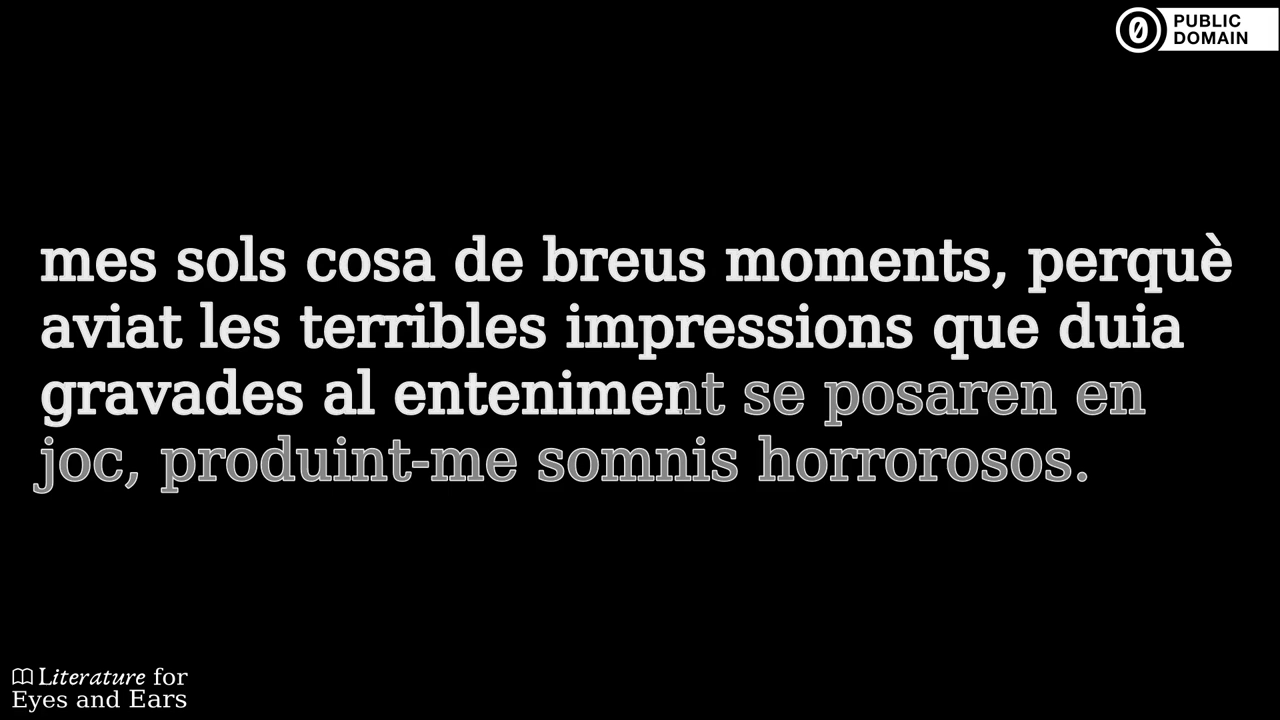 PUBLIC
DOMAIN
mes sols cosa de breus moments, perquè
aviat les terribles impressions que duia
gravades al enteniment se posaren en
joc, produint-me somnis horrorosos.
Literature for
Eyes and Ears